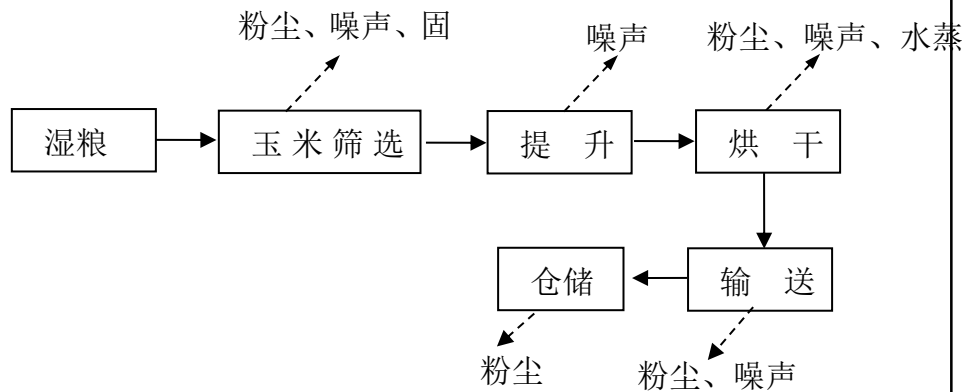 粉尘、噪声、固
噪声
粉尘、噪声、水蒸
湿粮
玉米筛选
提 升
烘 干
仓储
输 送
粉尘
粉尘、噪声